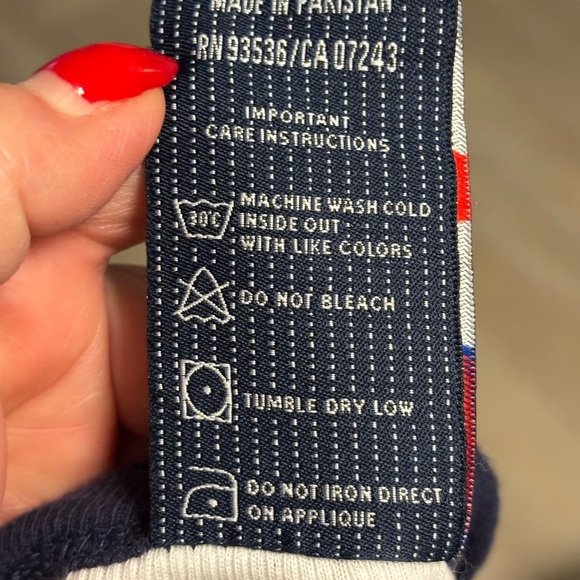 MADE IN PAKISTAN
RN 93536/CA 07243
IMPORTANT
CARE INSTRUCTIONS
30°C
MACHINE WASH COLD
INSIDE OUT
WITH LIKE COLORS
DO NOT BLEACH
TUMBLE DRY LOW
DO NOT IRON DIRECT
ON APPLIQUE